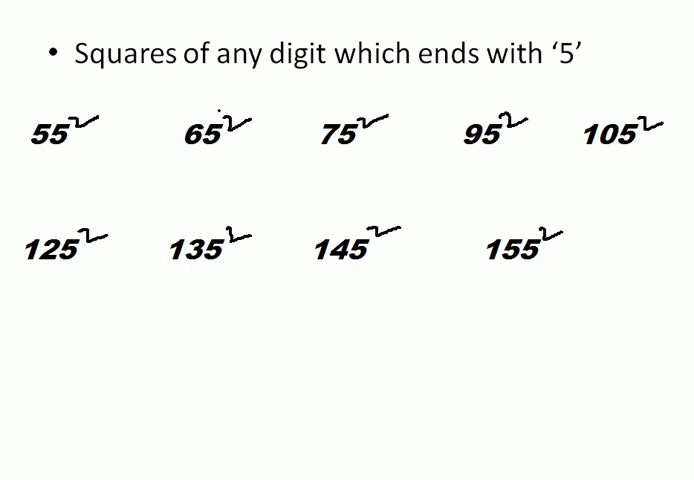 • Squares of any digit which ends with ‘5’
55² 65² 75² 95² 105²
125² 135² 145² 155²